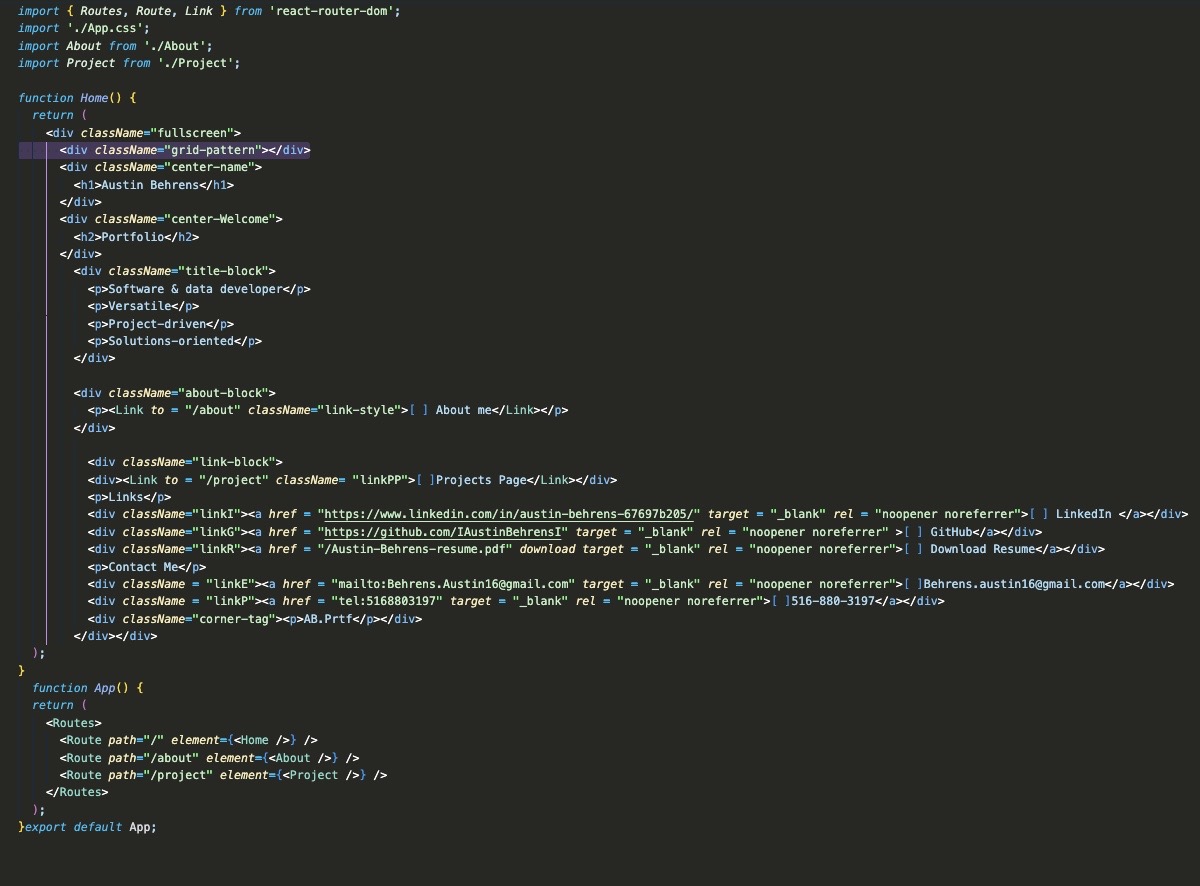 import { Routes, Route, Link } from 'react-router-dom';
import './App.css';
import About from './About';
import Project from './Project';

function Home() {
  return (
    <div className="fullscreen">
      <div className="grid-pattern"></div>
      <div className="center-name">
        <h1>Austin Behrens</h1>
      </div>
      <div className="center-Welcome">
        <h2>Portfolio</h2>
      </div>
        <div className="title-block">
          <p>Software & data developer</p>
          <p>Versatile</p>
          <p>Project-driven</p>
          <p>Solutions-oriented</p>
        </div>

        <div className="about-block">
          <p><Link to = "/about" className="link-style">[ ] About me</Link></p>
        </div>

          <div className="link-block">
          <div><Link to = "/project" className= "linkPP">[ ]Projects Page</Link></div>
          <p>Links</p>
          <div className="linkI"><a href = "https://www.linkedin.com/in/austin-behrens-67697b205/" target = "_blank" rel = "noopener noreferrer">[ ] LinkedIn </a></div>
          <div className="linkG"><a href = "https://github.com/IAustinBehrensI" target = "_blank" rel = "noopener noreferrer" >[ ] GitHub</a></div>
          <div className="linkR"><a href = "/Austin-Behrens-resume.pdf" download target = "_blank" rel = "noopener noreferrer">[ ] Download Resume</a></div>
          <p>Contact Me</p>
          <div className = "linkE"><a href = "mailto:Behrens.Austin16@gmail.com" target = "_blank" rel = "noopener noreferrer">[ ]Behrens.austin16@gmail.com</a></div>
          <div className = "linkP"><a href = "tel:5168803197" target = "_blank" rel = "noopener noreferrer">[ ]516-880-3197</a></div>
          <div className="corner-tag"><p>AB.Prtf</p></div>
        </div></div>
  );
}
  function App() {
  return (
    <Routes>
      <Route path="/" element={<Home />} />
      <Route path="/about" element={<About />} />
      <Route path="/project" element={<Project />} />
    </Routes>
  );
}export default App;